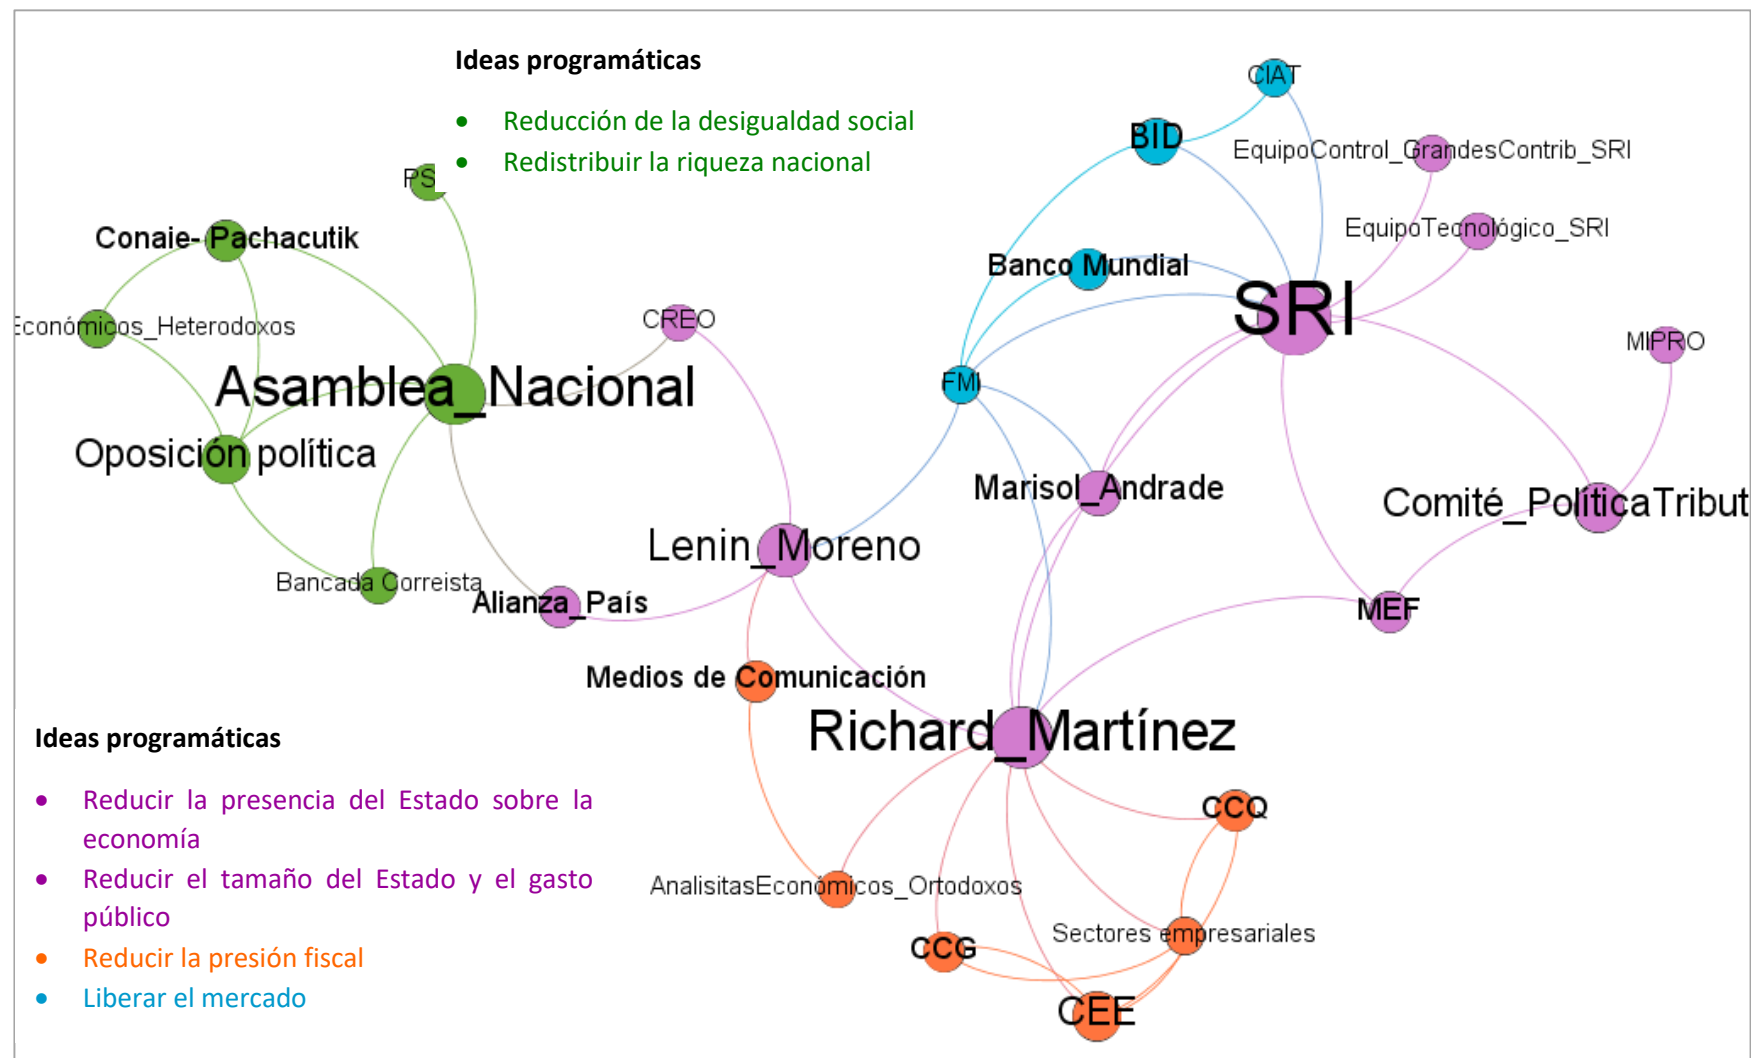 Ideas programáticas
• Reducción de la desigualdad social
• Redistribuir la riqueza nacional
CIAT
BID
EquipoControl_GrandesContrib_SRI
PS
EquipoTecnológico_SRI
Conaie- Pachacutik
Banco Mundial
SRI
CREO
Económicos_Heterodoxos
MIPRO
Asamblea_Nacional
FMI
Oposición política
Marisol_Andrade
Comité_PolíticaTribut
Lenin_Moreno
Bancada Correista
Alianza_País
MEF
Medios de Comunicación
Richard_Martínez
Ideas programáticas
• Reducir la presencia del Estado sobre la
economía
• Reducir el tamaño del Estado y el gasto
público
• Reducir la presión fiscal
• Liberar el mercado
CCQ
AnalisitasEconómicos_Ortodoxos
Sectores empresariales
CCG
CEE